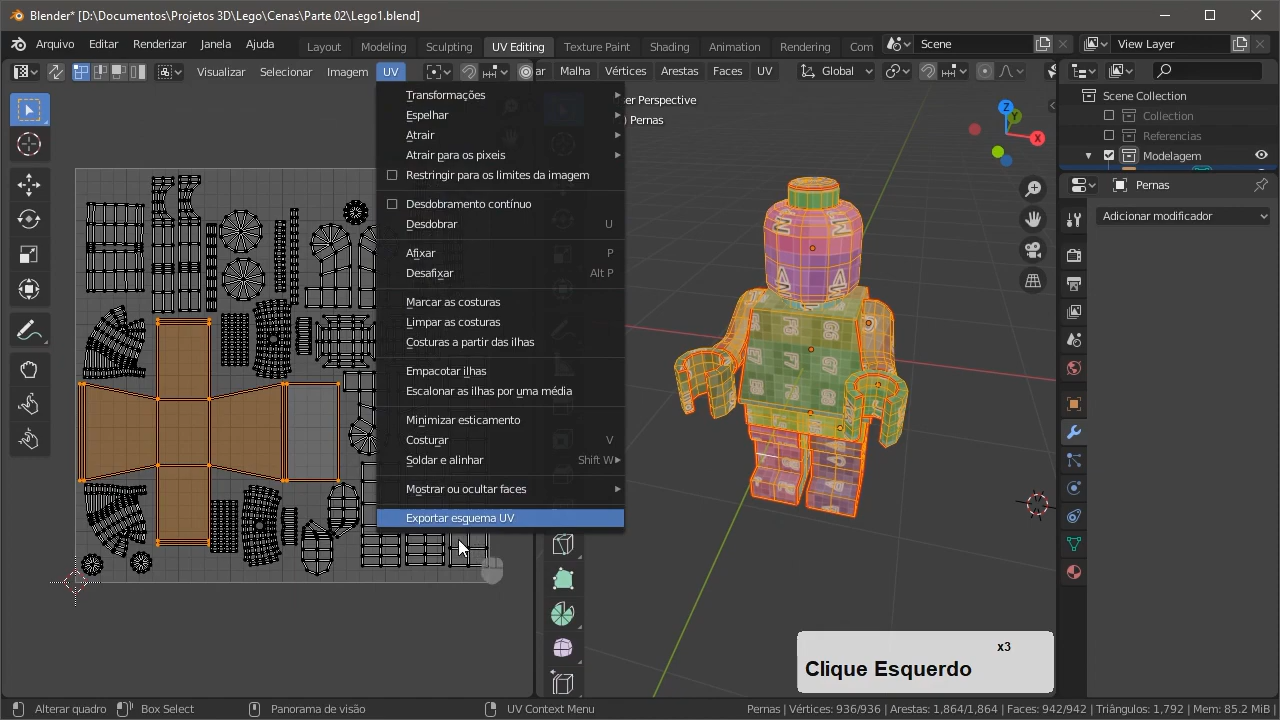 Blender* [D:\Documentos\Projetos 3D\Lego\Cenas\Parte 02\Lego1.blend]
Arquivo Editar Renderizar Janela Ajuda Layout Modeling Sculpting UV Editing Texture Paint Shading Animation Rendering Com Scene View Layer
Visualizar Selecionar Imagem UV ar Malha Vértices Arestas Faces UV Global
Transformações
Espelhar
Atrair
Atrair para os pixeis
Restringir para os limites da imagem
Desdobramento contínuo
Desdobrar U
Afixar P
Desafixar Alt P
Marcar as costuras
Limpar as costuras
Costuras a partir das ilhas
Empacotar ilhas
Escalonar as ilhas por uma média
Minimizar esticamento
Costurar V
Soldar e alinhar Shift W
Mostrar ou ocultar faces
Exportar esquema UV
ser Perspective
Pernas
Z
Y
X
Scene Collection
Collection
Referencias
Modelagem
Pernas
Adicionar modificador
x3
Clique Esquerdo
Alterar quadro Box Select Panorama de visão UV Context Menu Pernas | Vértices: 936/936 | Arestas: 1,864/1,864 | Faces: 942/942 | Triângulos: 1,792 | Mem: 85.2 MiB